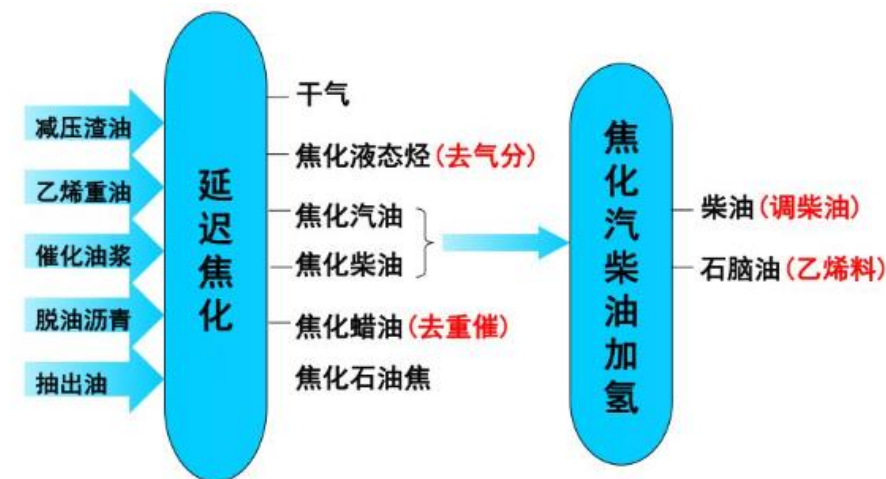 减压渣油
乙烯重油
催化油浆
脱油沥青
抽出油
延迟焦化
干气
焦化液态烃(去气分)
焦化汽油
焦化柴油
焦化蜡油(去重催)
焦化石油焦
焦化汽柴油加氢
柴油(调柴油)
石脑油(乙烯料)